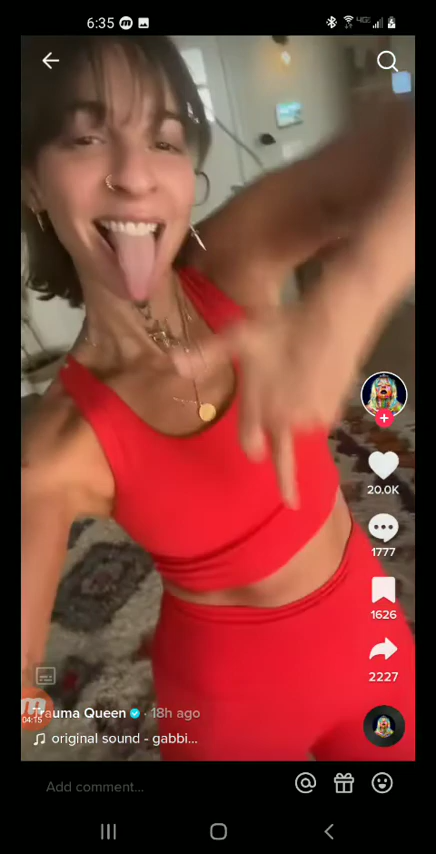 6:35
20.0K
1777
1626
2227
Trauma Queen · 18h ago
04:15
original sound - gabbi...
Add comment...